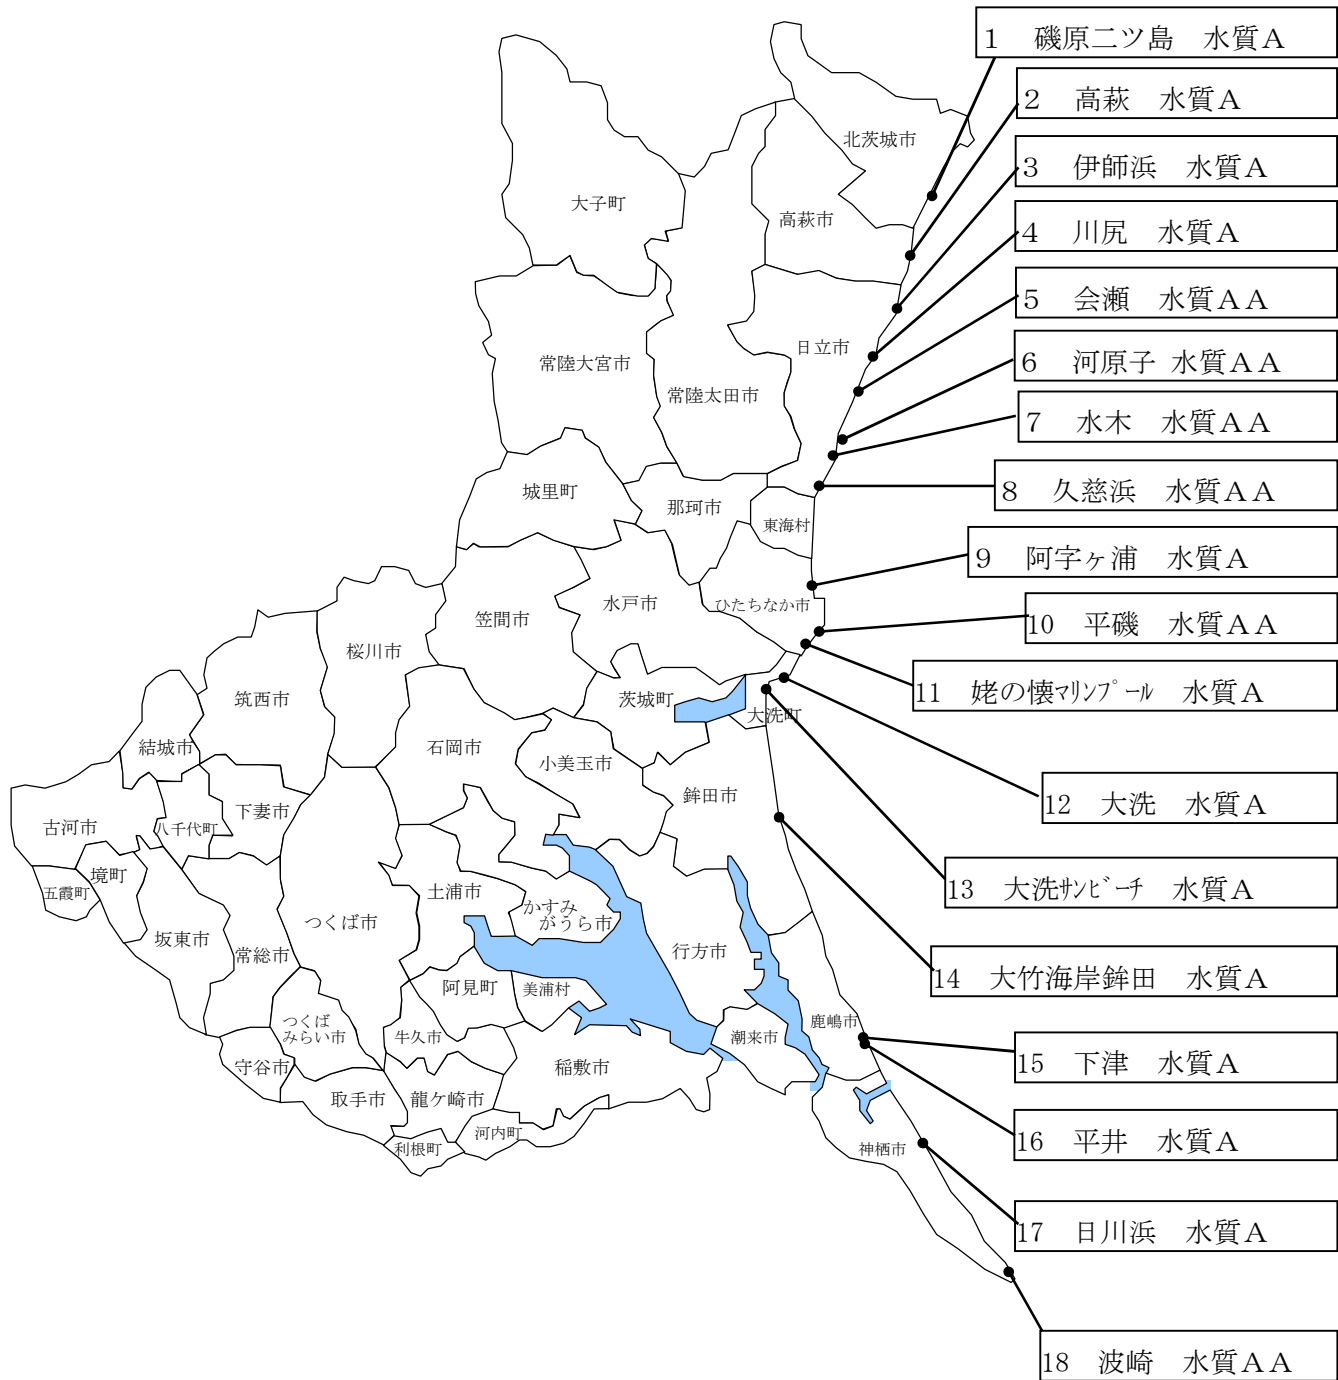 1 磯原二ツ島 水質A
2 高萩 水質A
3 伊師浜 水質A
4 川尻 水質A
5 会瀬 水質AA
6 河原子 水質AA
7 水木 水質AA
8 久慈浜 水質AA
9 阿字ヶ浦 水質A
10 平磯 水質AA
11 姥の懐ﾏﾘﾝﾌﾟｰﾙ 水質A
12 大洗 水質A
13 大洗ｻﾝﾋﾞｰﾁ 水質A
14 大竹海岸鉾田 水質A
15 下津 水質A
16 平井 水質A
17 日川浜 水質A
18 波崎 水質AA
北茨城市
大子町
高萩市
日立市
常陸大宮市
常陸太田市
城里町
那珂市
東海村
ひたちなか市
水戸市
笠間市
桜川市
筑西市
茨城町
大洗町
結城市
石岡市
小美玉市
鉾田市
下妻市
八千代町
古河市
境町
五霞町
坂東市
常総市
つくば市
土浦市
かすみ
がうら市
行方市
阿見町
美浦村
つくば
みらい市
牛久市
鹿嶋市
潮来市
守谷市
取手市
龍ケ崎市
稲敷市
利根町
河内町
神栖市